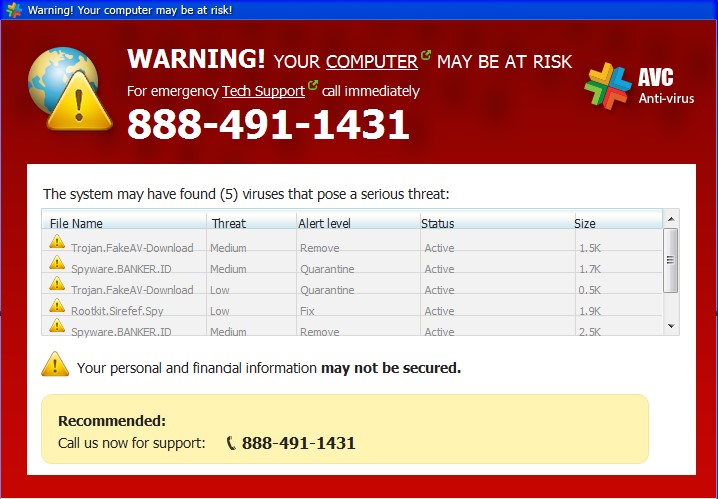 Warning! Your computer may be at risk!
WARNING! YOUR COMPUTER MAY BE AT RISK
For emergency Tech Support call immediately
888-491-1431
AVC
Anti-virus
The system may have found (5) viruses that pose a serious threat:
File Name Threat Alert level Status Size
Trojan.FakeAV-Download Medium Remove Active 1.5K
Spyware.BANKER.ID Medium Quarantine Active 1.7K
Trojan.FakeAV-Download Low Quarantine Active 0.5K
Rootkit.Sirefef.Spy Low Fix Active 1.9K
Spyware.BANKER.ID Medium Remove Active 2.5K
Your personal and financial information may not be secured.
Recommended:
Call us now for support: 888-491-1431